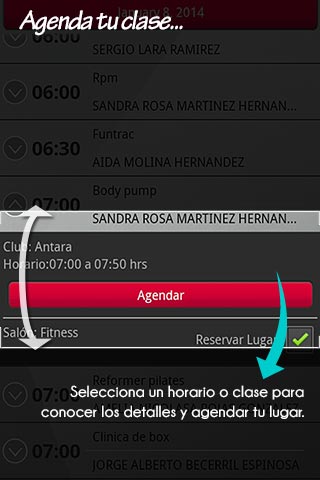 January 8, 2014
Agenda tu clase...
06:00
SERGIO LARA RAMIREZ
Rpm
06:00
SANDRA ROSA MARTINEZ HERNAN...
Funtrac
06:30
AIDA MOLINA HERNANDEZ
Body pump
07:00
SANDRA ROSA MARTINEZ HERNAN...
Club: Antara
Horario:07:00 a 07:50 hrs
Agendar
Salón: Fitness
Reservar Lugar
Reformer pilates
07:00
Selecciona un horario o clase para
conocer los detalles y agendar tu lugar.
Clinica de box
07:00
JORGE ALBERTO BECERRIL ESPINOSA